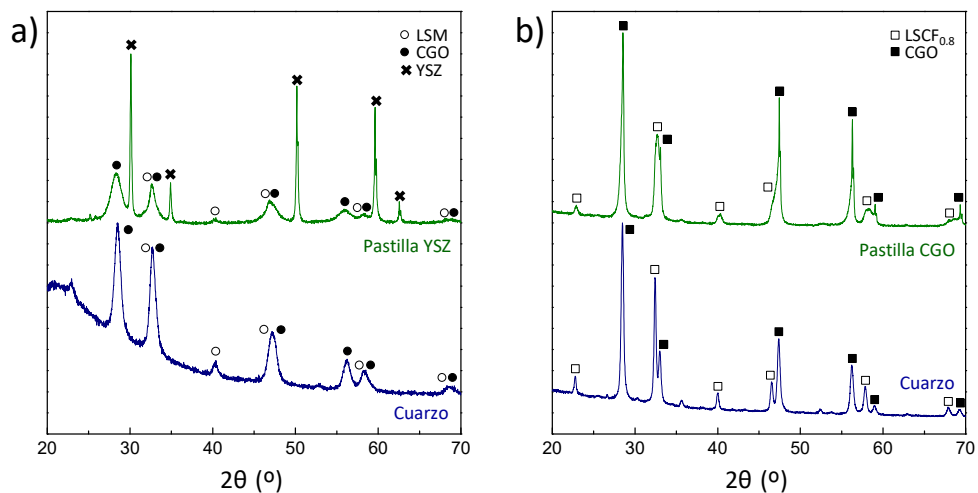 a)
LSM
CGO
YSZ
Pastilla YSZ
Cuarzo
20 30 40 50 60 70
2θ (º)
b)
LSCF0.8
CGO
Pastilla CGO
Cuarzo
20 30 40 50 60 70
2θ (º)